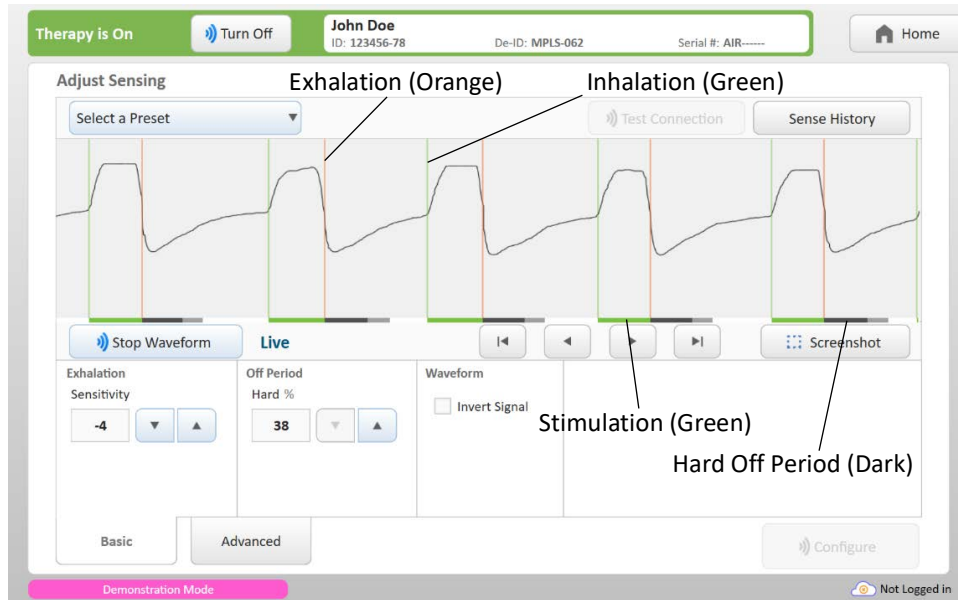 Therapy is On
Turn Off
John Doe
ID: 123456-78 De-ID: MPLS-062 Serial #: AIR------
Home
Adjust Sensing
Exhalation (Orange)
Inhalation (Green)
Select a Preset
Test Connection
Sense History
Stop Waveform
Live
Screenshot
Exhalation
Sensitivity
-4
Off Period
Hard %
38
Waveform
Invert Signal
Stimulation (Green)
Hard Off Period (Dark)
Basic
Advanced
Configure
Demonstration Mode
Not Logged in